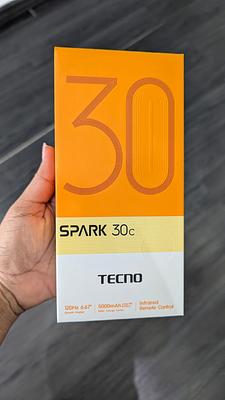 30
SPARK 30C
TECNO
120Hz 6.67"
5000mAh
Infrared
Remote Control